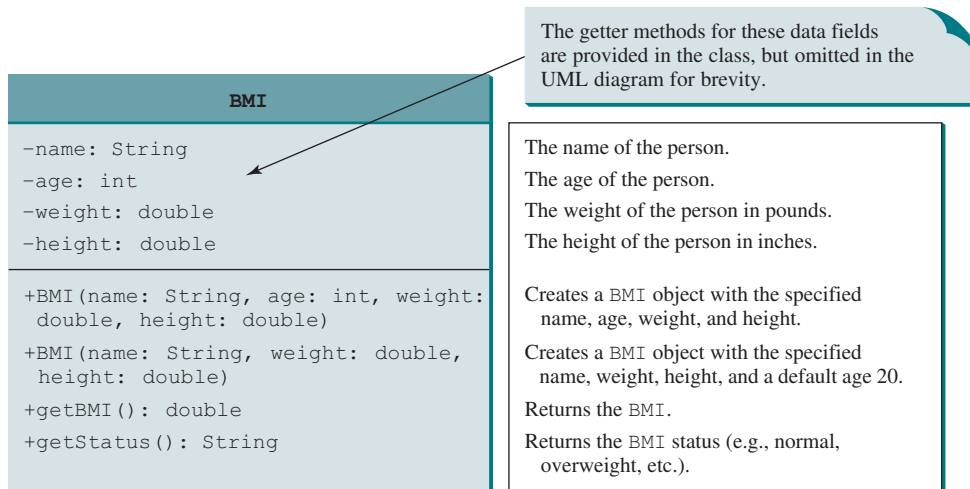 The getter methods for these data fields
are provided in the class, but omitted in the
UML diagram for brevity.
BMI
-name: String
-age: int
-weight: double
-height: double
The name of the person.
The age of the person.
The weight of the person in pounds.
The height of the person in inches.
+BMI(name: String, age: int, weight:
double, height: double)
+BMI(name: String, weight: double,
height: double)
+getBMI(): double
+getStatus(): String
Creates a BMI object with the specified
name, age, weight, and height.
Creates a BMI object with the specified
name, weight, height, and a default age 20.
Returns the BMI.
Returns the BMI status (e.g., normal,
overweight, etc.).